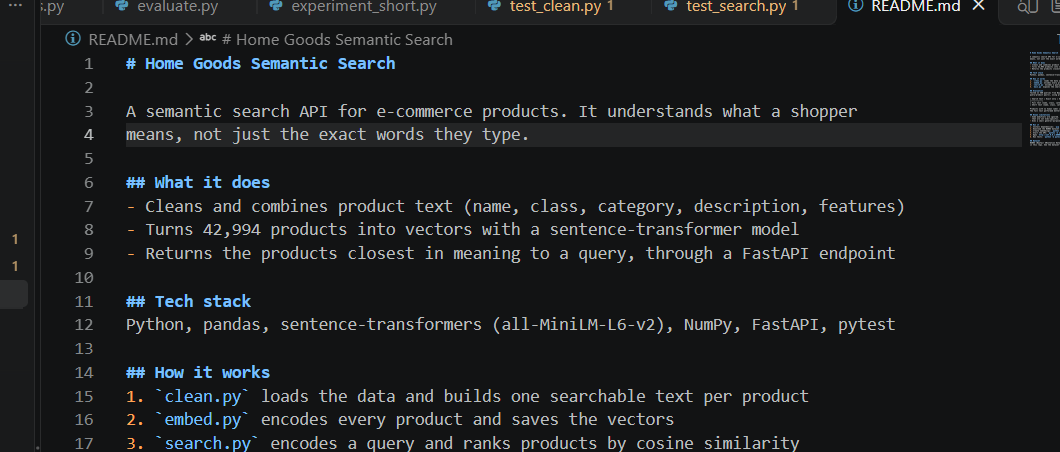 s.py evaluate.py experiment_short.py test_clean.py 1 test_search.py 1 README.md
README.md > # Home Goods Semantic Search
1 # Home Goods Semantic Search
2
3 A semantic search API for e-commerce products. It understands what a shopper
4 means, not just the exact words they type.
5
6 ## What it does
7 - Cleans and combines product text (name, class, category, description, features)
8 - Turns 42,994 products into vectors with a sentence-transformer model
9 - Returns the products closest in meaning to a query, through a FastAPI endpoint
10
11 ## Tech stack
12 Python, pandas, sentence-transformers (all-MiniLM-L6-v2), NumPy, FastAPI, pytest
13
14 ## How it works
15 1. `clean.py` loads the data and builds one searchable text per product
16 2. `embed.py` encodes every product and saves the vectors
17 3. `search.py` encodes a query and ranks products by cosine similarity
1
1